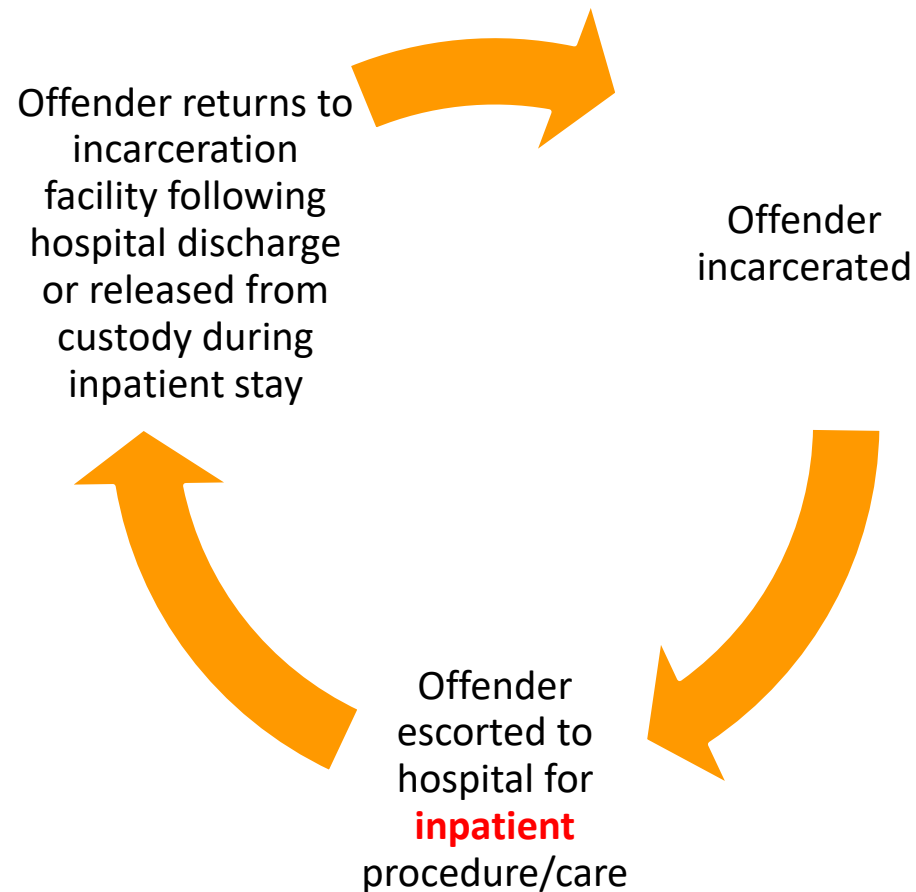 Offender returns to
incarceration
facility following
hospital discharge
or released from
custody during
inpatient stay
Offender
incarcerated
Offender
escorted to
hospital for
inpatient
procedure/care